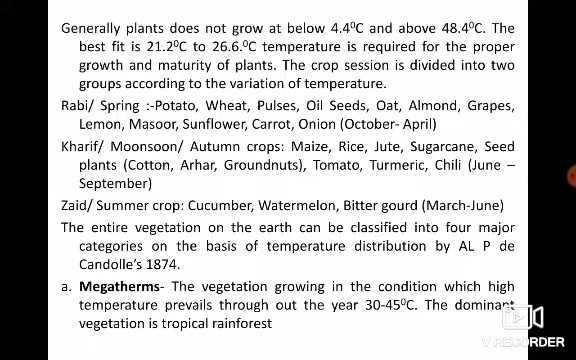 Generally plants does not grow at below 4.4⁰C and above 48.4⁰C. The
best fit is 21.2⁰C to 26.6.⁰C temperature is required for the proper
growth and maturity of plants. The crop session is divided into two
groups according to the variation of temperature.
Rabi/ Spring :-Potato, Wheat, Pulses, Oil Seeds, Oat, Almond, Grapes,
Lemon, Masoor, Sunflower, Carrot, Onion (October- April)
Kharif/ Moonsoon/ Autumn crops: Maize, Rice, Jute, Sugarcane, Seed
plants (Cotton, Arhar, Groundnuts), Tomato, Turmeric, Chili (June –
September)
Zaid/ Summer crop: Cucumber, Watermelon, Bitter gourd (March-June)
The entire vegetation on the earth can be classified into four major
categories on the basis of temperature distribution by AL P de
Candolle's 1874.
a. Megatherms- The vegetation growing in the condition which high
temperature prevails through out the year 30-45⁰C. The dominant
vegetation is tropical rainforest
V RECORDER